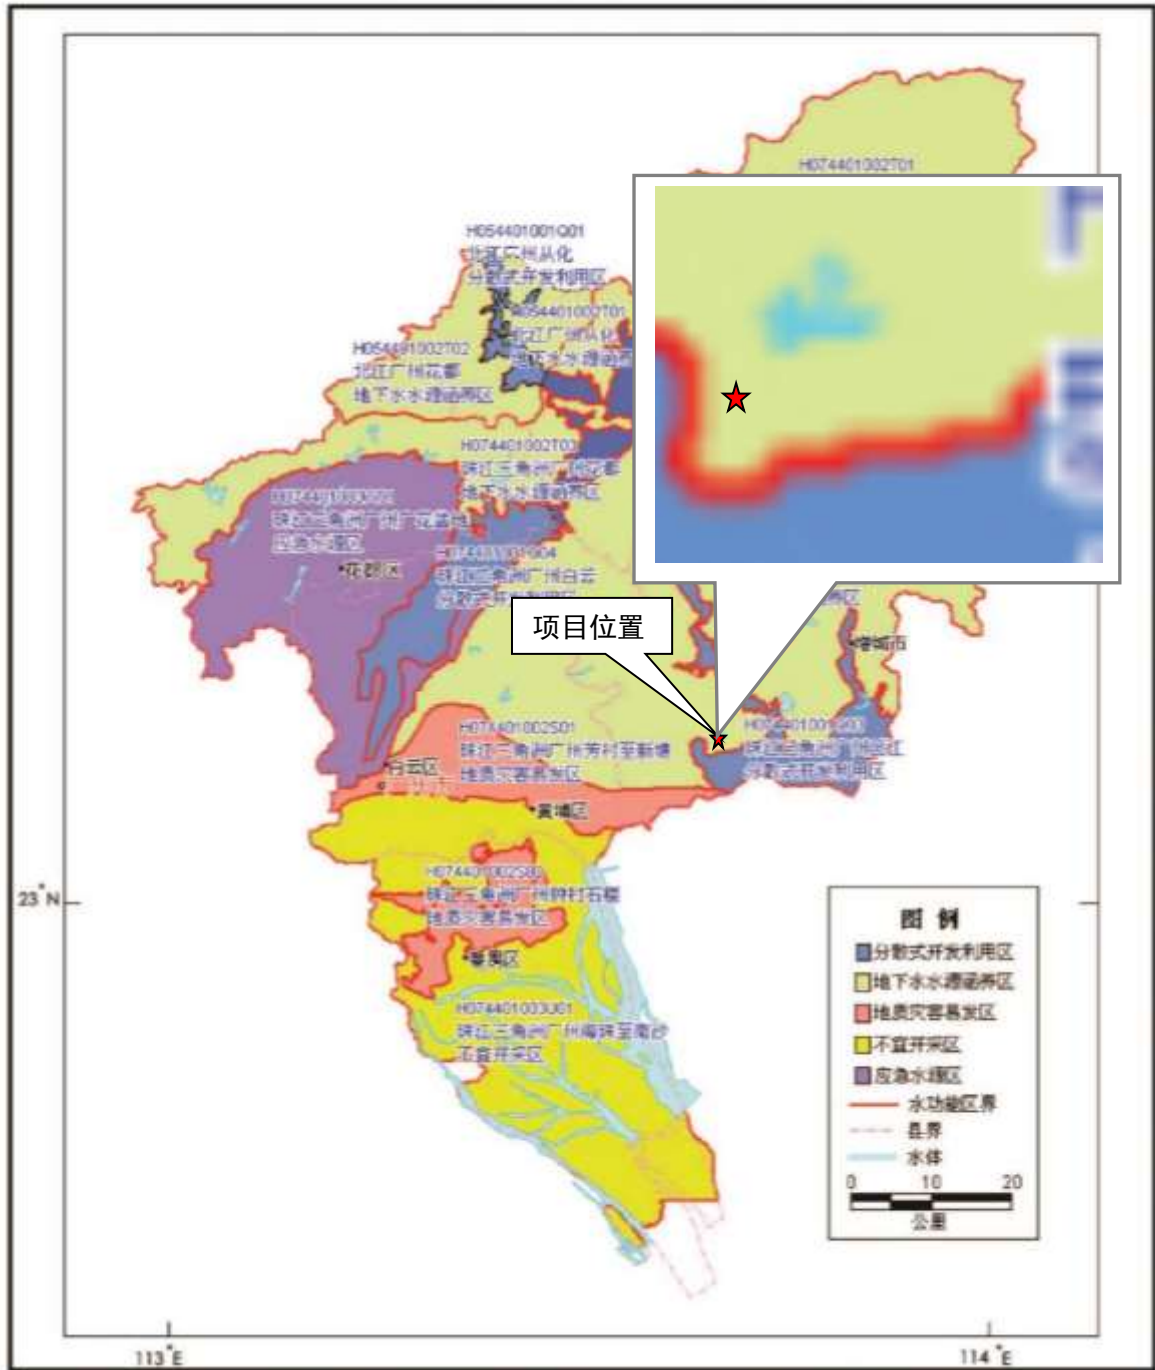 H074401002T01
H054401001Q01
北江广州从化
分散式开发利用区
H054401002T01
北江广州从化
地下水水源涵养
H054401002T02
北江广州花都
地下水水源涵养区
H074401002T03
珠江三角洲广州花都
地下水水源涵养区
珠江三角洲广州广花盆地
应急水源区
花都区
H074401001Q04
珠江三角洲广州白云
分散式开发利用区
项目位置
养区
增城市
H074401002S01
珠江三角洲广州芳村至新塘
地质灾害易发区
H074401001Q03
分散式开发利用区
白云区
黄埔区
珠江三角洲广州钟村石楼
地质灾害易发区
番禺区
H074401003U01
珠江三角洲广州海珠至南沙
不宜开采区
23°N
图 例
分散式开发利用区
地下水水源涵养区
地质灾害易发区
不宜开采区
应急水源区
水功能区界
县界
水体
0 10 20
公里
113°E
114°E